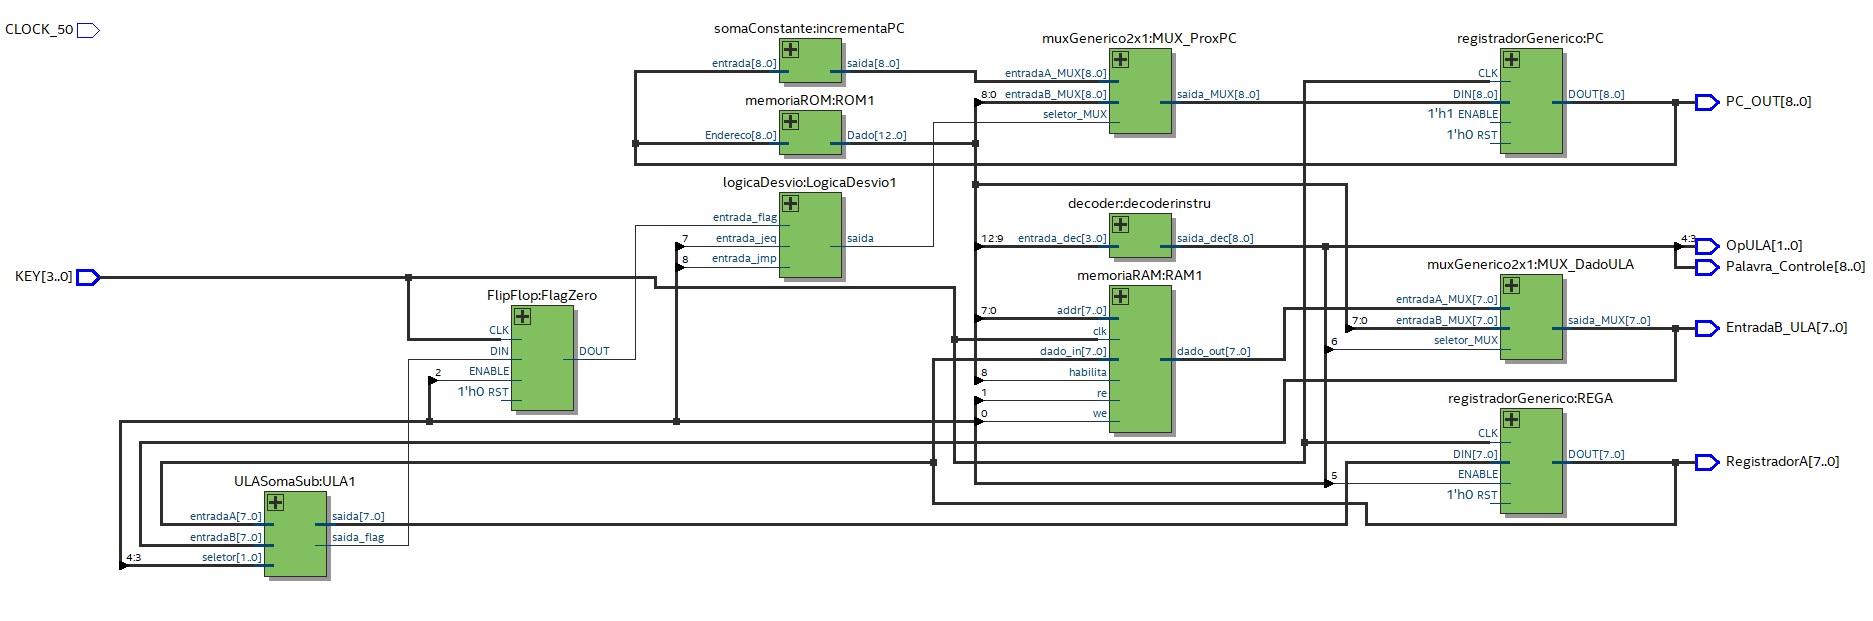 CLOCK_50
KEY[3..0]
somaConstante:incrementaPC
entrada[8..0]
saida[8..0]
memoriaROM:ROM1
Endereco[8..0]
Dado[12..0]
logicaDesvio:LogicaDesvio1
entrada_flag
7
entrada_jeq
saida
8
entrada_jmp
FlipFlop:FlagZero
CLK
DIN
DOUT
2
ENABLE
1'h0 RST
ULASomaSub:ULA1
entradaA[7..0]
saida[7..0]
entradaB[7..0]
saida_flag
4:3
seletor[1..0]
muxGenerico2x1:MUX_ProxPC
entradaA_MUX[8..0]
8:0
entradaB_MUX[8..0]
saida_MUX[8..0]
seletor_MUX
decoder:decoderinstru
12:9
entrada_dec[3..0]
saida_dec[8..0]
memoriaRAM:RAM1
7:0
addr[7..0]
clk
dado_in[7..0]
dado_out[7..0]
8
habilita
1
re
0
we
registradorGenerico:PC
CLK
DIN[8..0]
DOUT[8..0]
1'h1 ENABLE
1'h0 RST
muxGenerico2x1:MUX_DadoULA
entradaA_MUX[7..0]
7:0
entradaB_MUX[7..0]
saida_MUX[7..0]
6
seletor_MUX
registradorGenerico:REGA
CLK
DIN[7..0]
DOUT[7..0]
5
ENABLE
1'h0 RST
PC_OUT[8..0]
4:3
OpULA[1..0]
Palavra_Controle[8..0]
EntradaB_ULA[7..0]
RegistradorA[7..0]